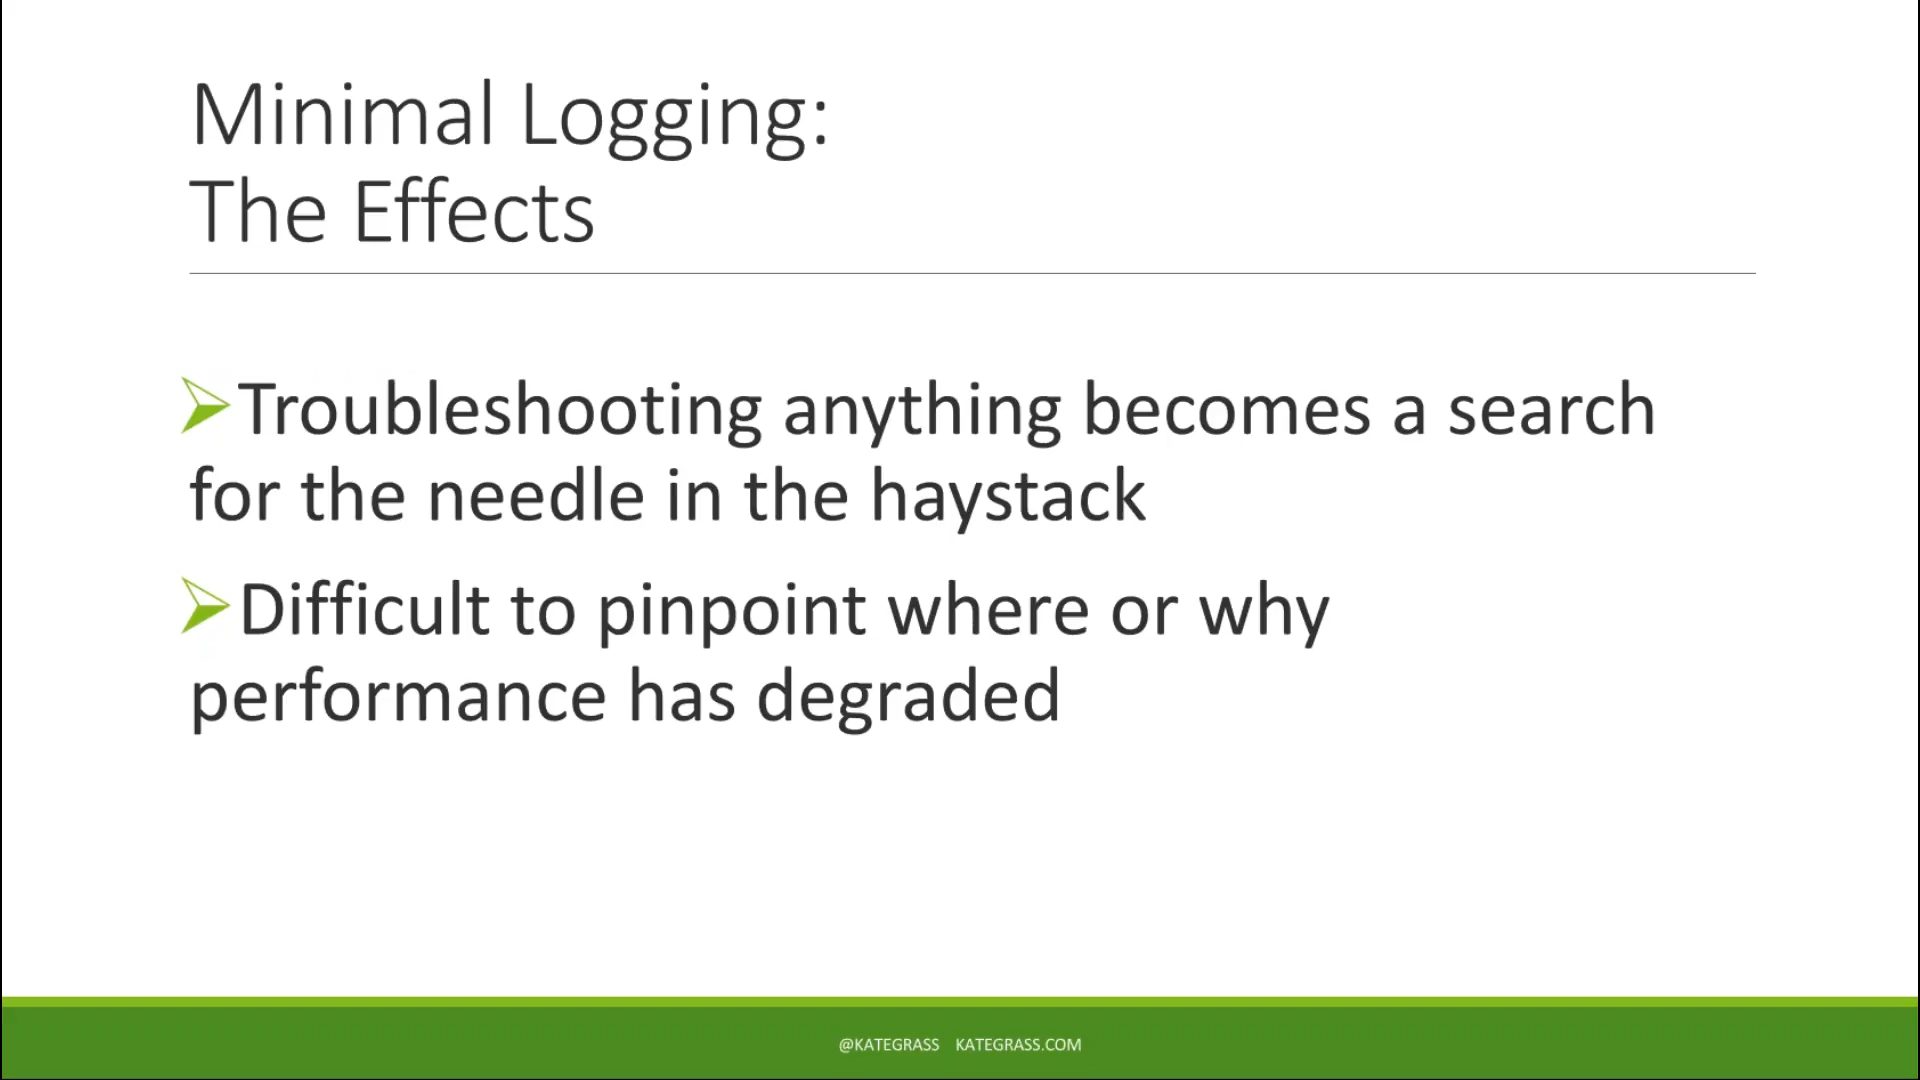 Minimal Logging:
The Effects
Troubleshooting anything becomes a search
for the needle in the haystack
Difficult to pinpoint where or why
performance has degraded
@KATEGRASS KATEGRASS.COM